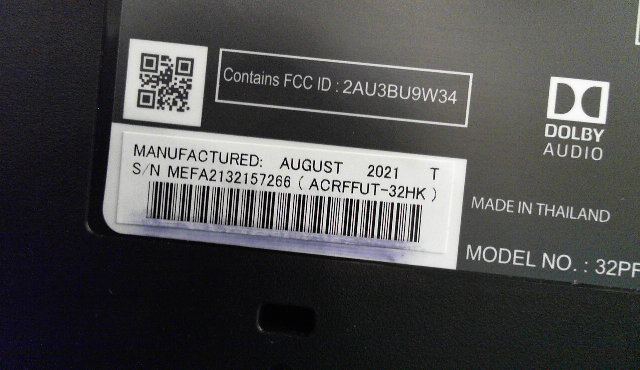 Contains FCC ID : 2AU3BU9W34
DOLBY
AUDIO
MANUFACTURED: AUGUST 2021 T
S/N MEFA2132157266 ( ACRFFUT-32HK )
MADE IN THAILAND
MODEL NO. : 32PF